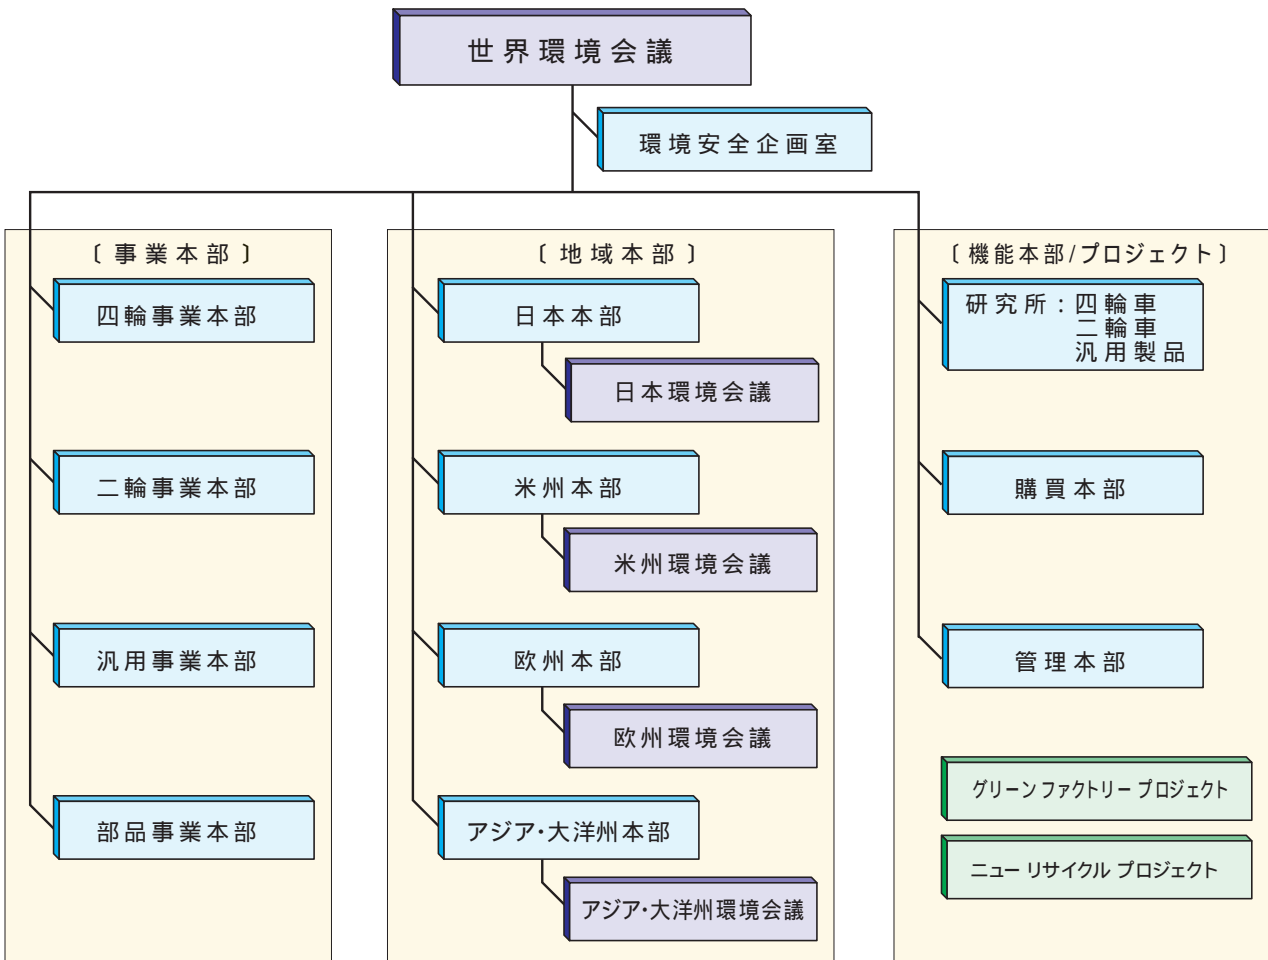 世界環境会議
環境安全企画室
〔事業本部〕
四輪事業本部
二輪事業本部
汎用事業本部
部品事業本部
〔地域本部〕
日本本部
日本環境会議
米州本部
米州環境会議
欧州本部
欧州環境会議
アジア・大洋州本部
アジア・大洋州環境会議
〔機能本部/プロジェクト〕
研究所：四輪車
二輪車
汎用製品
購買本部
管理本部
グリーン ファクトリー プロジェクト
ニュー リサイクル プロジェクト